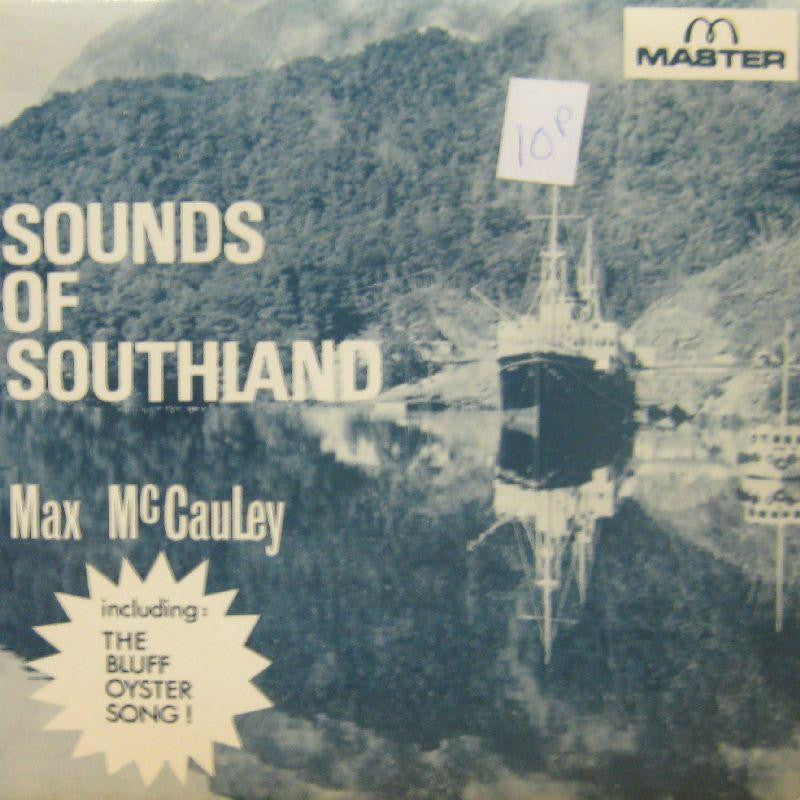 MASTER
10P
SOUNDS
OF
SOUTHLAND
Max McCauley
including:
THE
BLUFF
OYSTER
SONG!